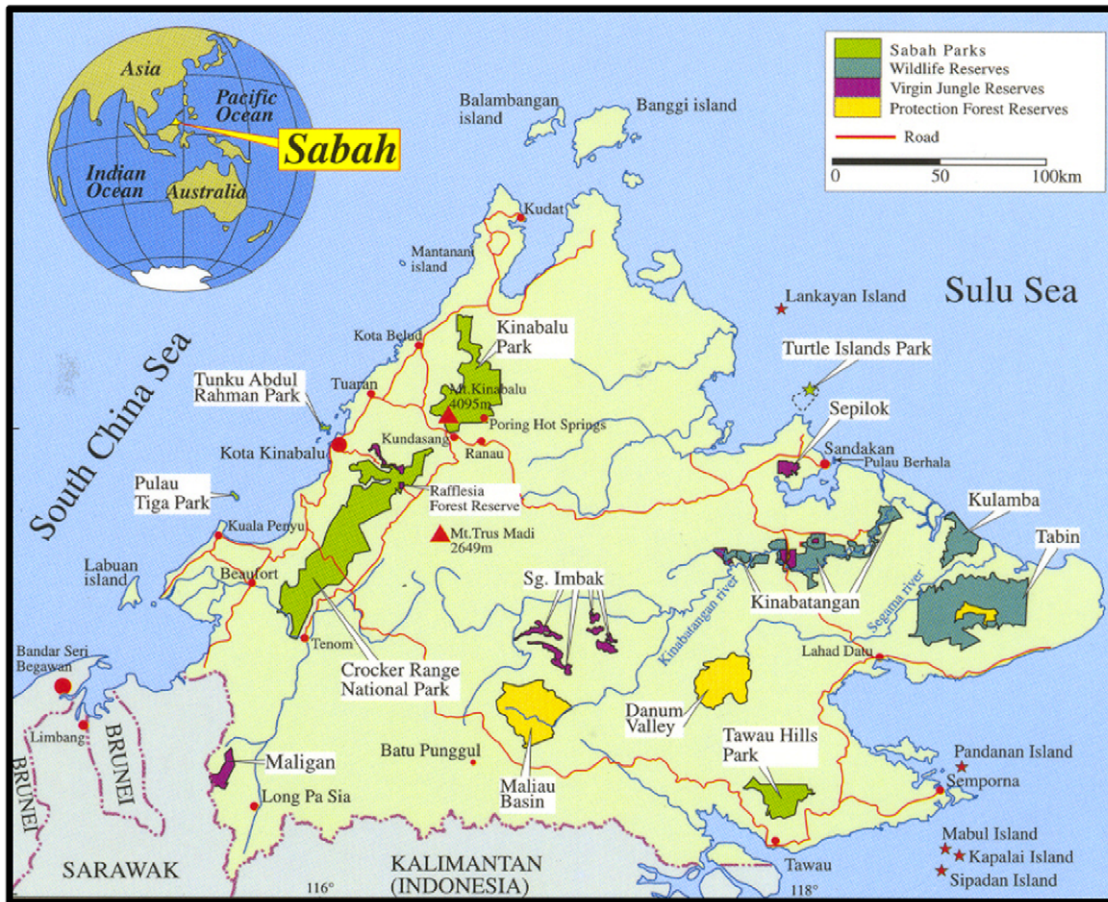 Asia
Pacific
Ocean
Sabah
Indian
Ocean
Australia
Sabah Parks
Wildlife Reserves
Virgin Jungle Reserves
Protection Forest Reserves
Road
0
50
100km
Balambangan
island
Banggi island
Kudat
Mantanani
island
Sulu Sea
Lankayan Island
South China Sea
Kota Belud
Kinabalu
Park
Turtle Islands Park
Tunku Abdul
Rahman Park
Tuaran
Mt.Kinabalu
4095m
Poring Hot Springs
Sepilok
Kota Kinabalu
Kundasang
Ranau
Sandakan
Pulau Berhala
Pulau
Tiga Park
Rafflesia
Forest Reserve
Kulamba
Kuala Penyu
Mt.Trus Madi
2649m
Tabin
Labuan
island
Beaufort
Sg. Imbak
Kinabatangan river
Kinabatangan
Segama river
Tenom
Lahad Datu
Bandar Seri
Begawan
Crocker Range
National Park
Danum
Valley
Limbang
BRUNEI
BRUNEI
Maligan
Batu Punggul
Maliau
Basin
Tawau Hills
Park
Pandanan Island
Semporna
Long Pa Sia
Mabul Island
Kapalai Island
Sipadan Island
SARAWAK
KALIMANTAN
(INDONESIA)
Tawau
116°
118°